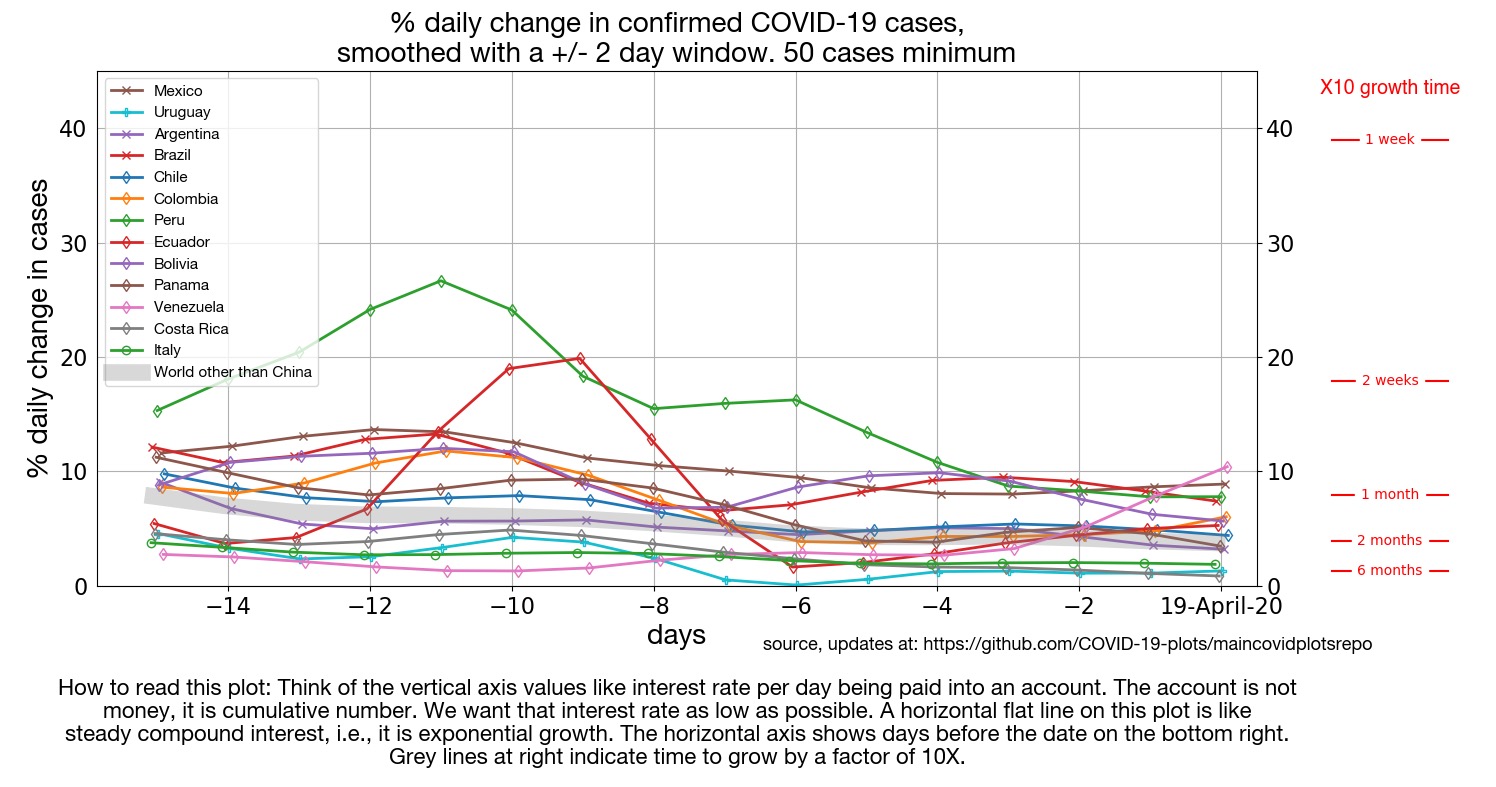 % daily change in confirmed COVID-19 cases,
smoothed with a +/- 2 day window. 50 cases minimum
X10 growth time
Mexico
Uruguay
Argentina
Brazil
Chile
Colombia
Peru
Ecuador
Bolivia
Panama
Venezuela
Costa Rica
Italy
World other than China
% daily change in cases
40
30
20
10
0
40
30
20
10
0
1 week
2 weeks
1 month
2 months
6 months
−14 −12 −10 −8 −6 −4 −2 19-April-20
days
source, updates at: https://github.com/COVID-19-plots/maincovidplotsrepo
How to read this plot: Think of the vertical axis values like interest rate per day being paid into an account. The account is not
money, it is cumulative number. We want that interest rate as low as possible. A horizontal flat line on this plot is like
steady compound interest, i.e., it is exponential growth. The horizontal axis shows days before the date on the bottom right.
Grey lines at right indicate time to grow by a factor of 10X.